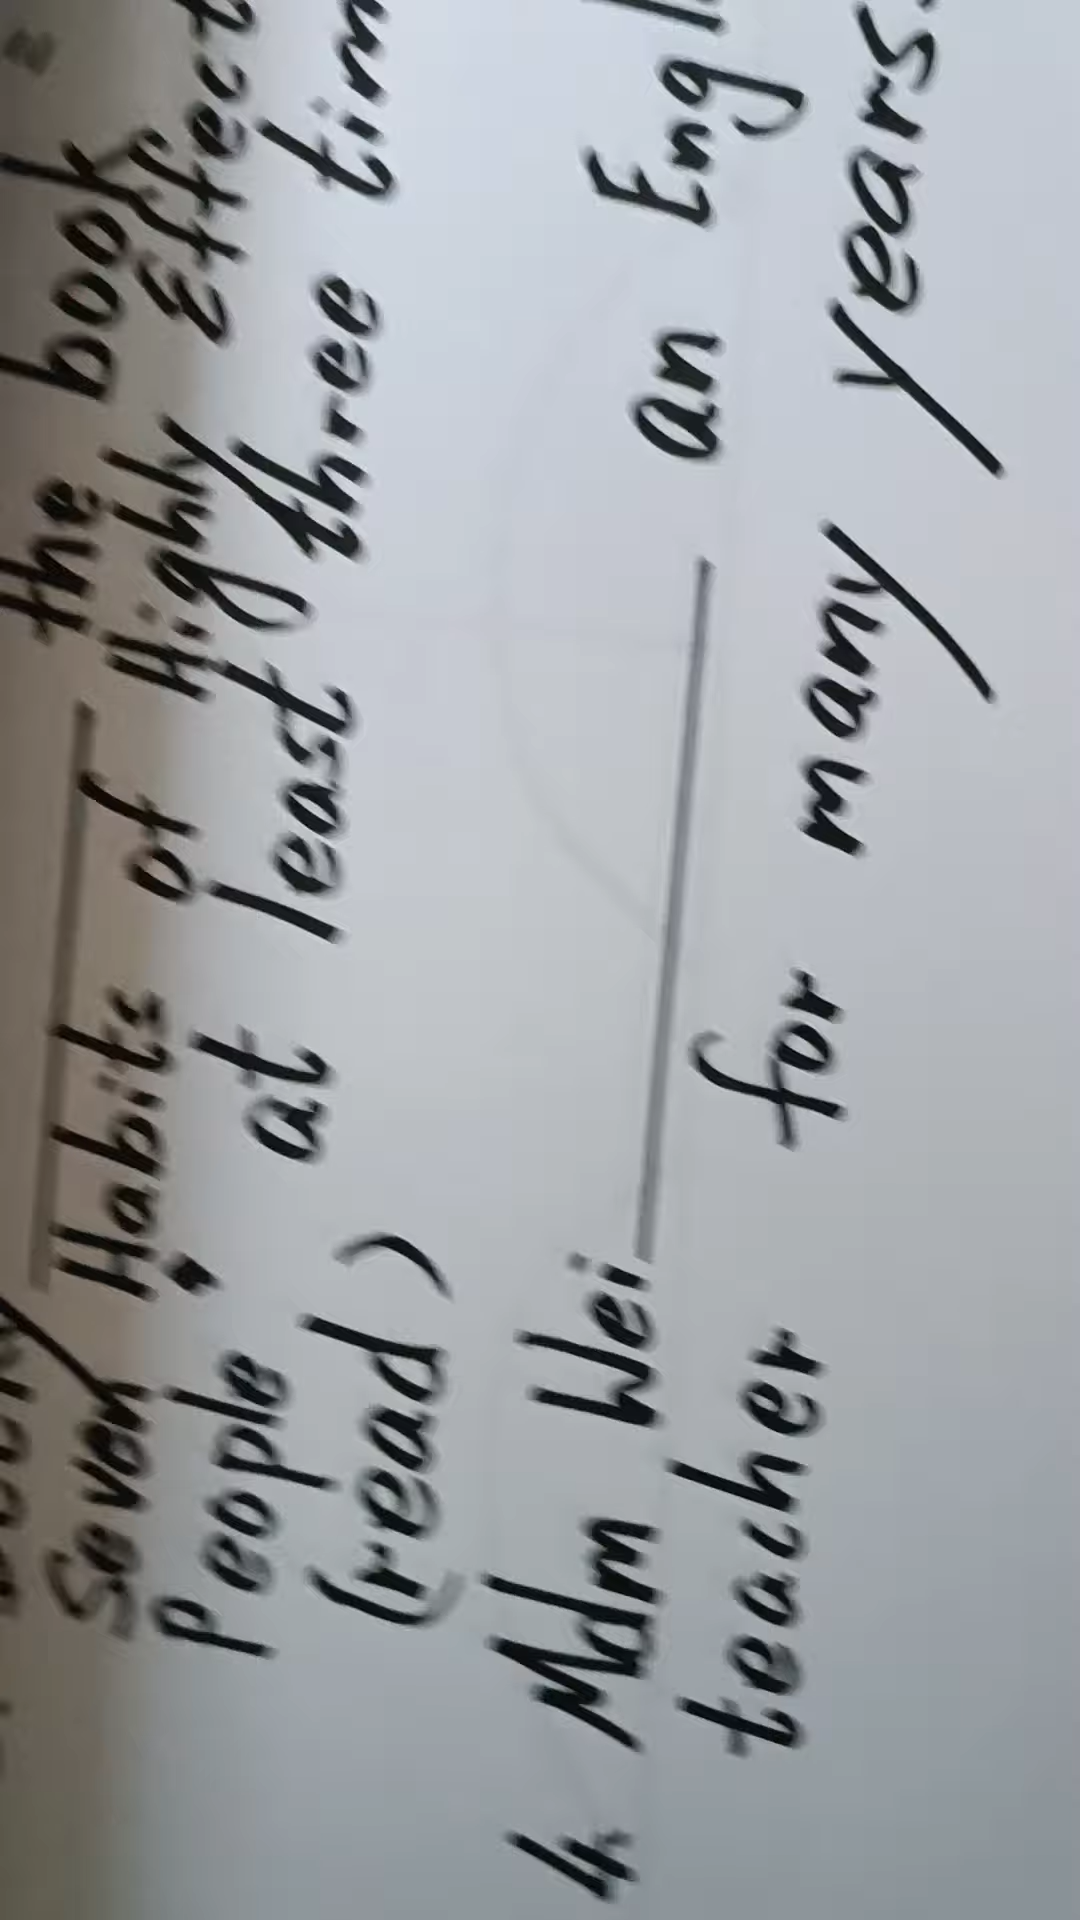 the book
Seven Habits of Highly Effect
People at least three tim
(read)
4. Mdm Wei an Engl
teacher for many years.